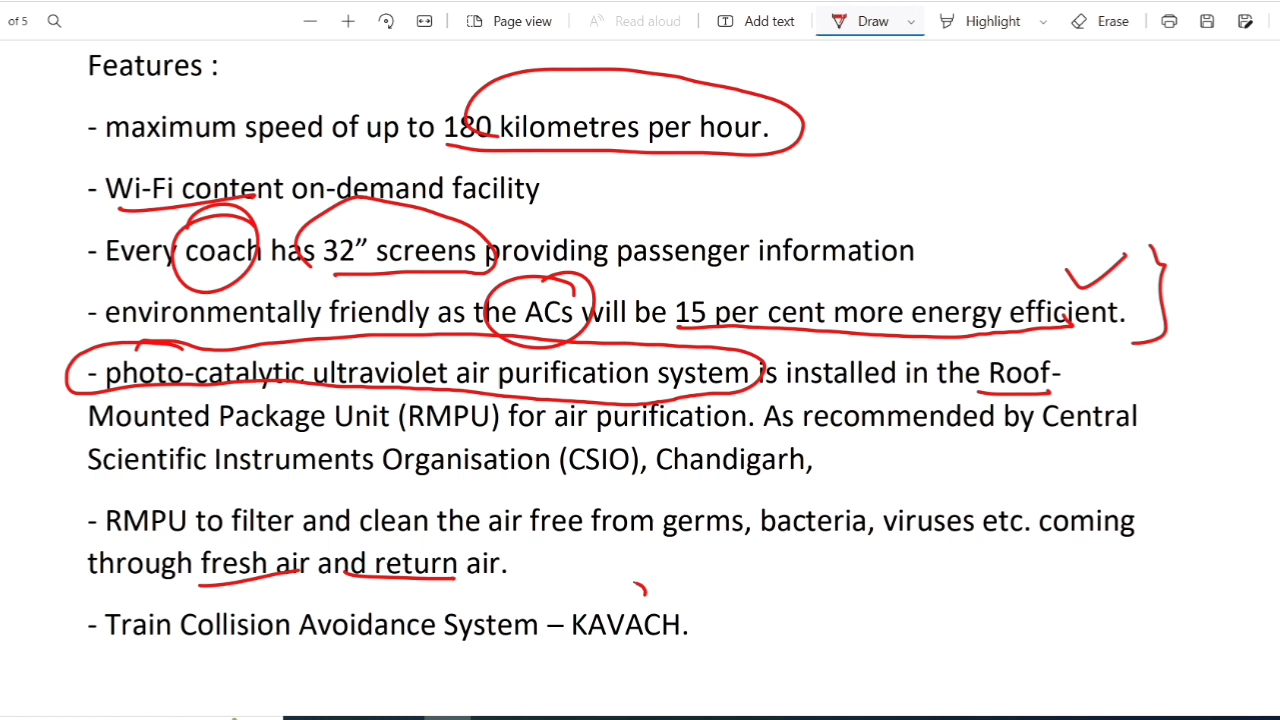 of 5
Page view
Read aloud
Add text
Draw
Highlight
Erase
Features :
- maximum speed of up to 180 kilometres per hour.
- Wi-Fi content on-demand facility
- Every coach has 32” screens providing passenger information
- environmentally friendly as the ACs will be 15 per cent more energy efficient.
- photo-catalytic ultraviolet air purification system is installed in the Roof-
Mounted Package Unit (RMPU) for air purification. As recommended by Central
Scientific Instruments Organisation (CSIO), Chandigarh,
- RMPU to filter and clean the air free from germs, bacteria, viruses etc. coming
through fresh air and return air.
- Train Collision Avoidance System – KAVACH.